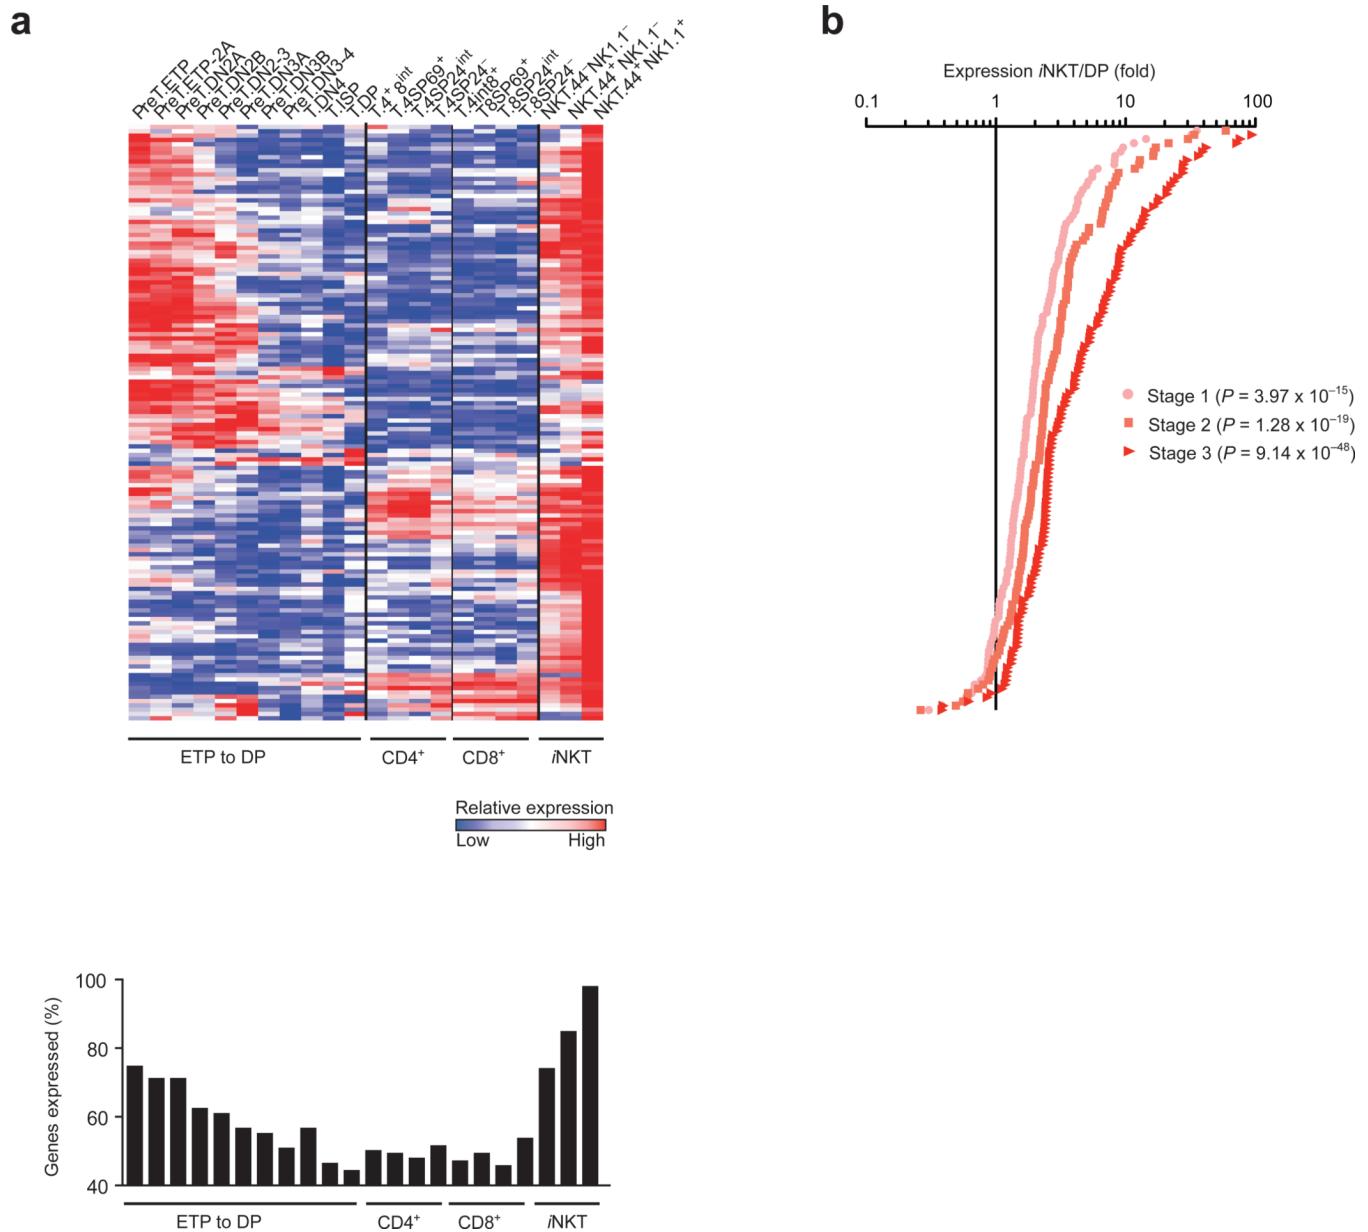 a
PreT.ETP
PreT.ETP-2A
PreT.DN2A
PreT.DN2B
PreT.DN2-3
PreT.DN3A
PreT.DN3B
PreT.DN3-4
T.DN4
T.ISP
T.DP
T.4⁺8ⁱⁿᵗ
T.4SP69⁺
T.4SP24ⁱⁿᵗ
T.4SP24⁻
T.4int8⁺
T8SP69⁺
T.8SP24ⁱⁿᵗ
T.8SP24⁻
NKT.44⁻NK1.1⁻
NKT.44⁺NK1.1⁻
NKT.44⁺NK1.1⁺
ETP to DP
CD4⁺
CD8⁺
iNKT
Relative expression
Low
High
Genes expressed (%)
100
80
60
40
ETP to DP
CD4⁺
CD8⁺
iNKT
b
Expression iNKT/DP (fold)
0.1
1
10
100
Stage 1 (P = 3.97 x 10⁻¹⁵)
Stage 2 (P = 1.28 x 10⁻¹⁹)
Stage 3 (P = 9.14 x 10⁻⁴⁸)